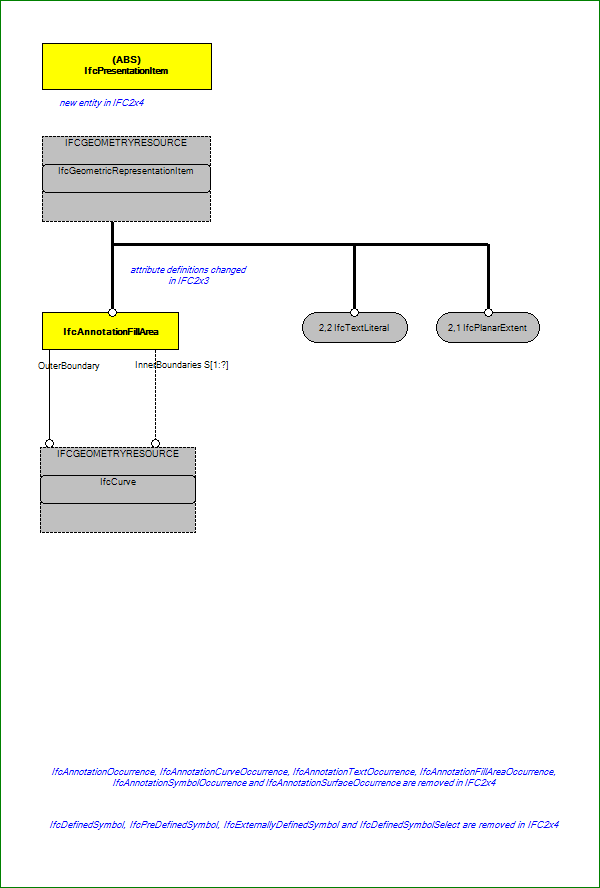 (ABS)
IfcPresentationItem
new entity in IFC2x4
IFCGEOMETRYRESOURCE
IfcGeometricRepresentationItem
attribute definitions changed
in IFC2x3
IfcAnnotationFillArea
2,2 IfcTextLiteral
2,1 IfcPlanarExtent
OuterBoundary
InnerBoundaries S[1:?]
IFCGEOMETRYRESOURCE
IfcCurve
IfcAnnotationOccurrence, IfcAnnotationCurveOccurrence, IfcAnnotationTextOccurrence, IfcAnnotationFillAreaOccurrence,
IfcAnnotationSymbolOccurrence and IfcAnnotationSurfaceOccurrence are removed in IFC2x4
IfcDefinedSymbol, IfcPreDefinedSymbol, IfcExternallyDefinedSymbol and IfcDefinedSymbolSelect are removed in IFC2x4